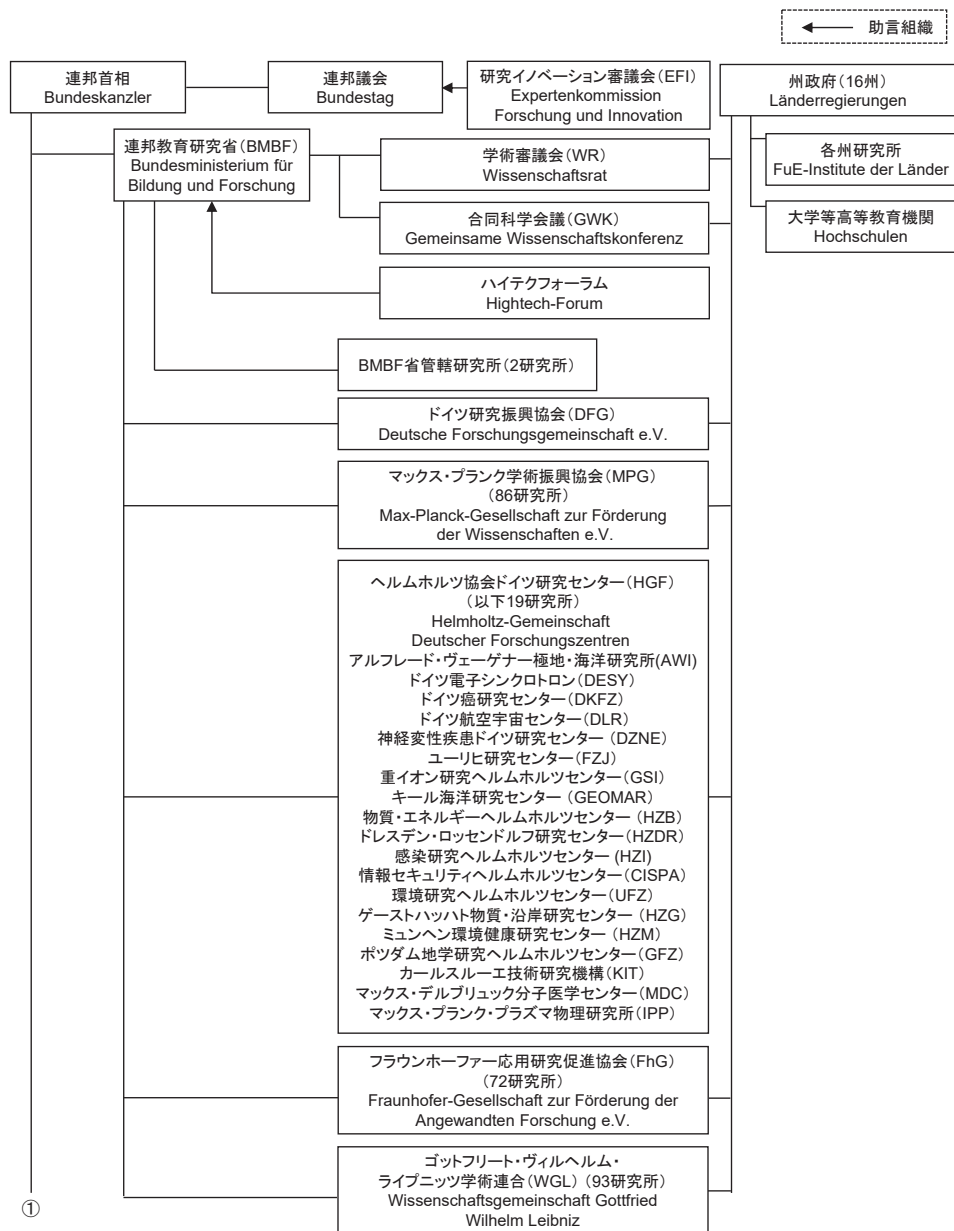 助言組織
連邦首相
Bundeskanzler
連邦議会
Bundestag
研究イノベーション審議会(EFI)
Expertenkommission
Forschung und Innovation
州政府(16州)
Länderregierungen
連邦教育研究省(BMBF)
Bundesministerium für
Bildung und Forschung
学術審議会(WR)
Wissenschaftsrat
各州研究所
FuE-Institute der Länder
合同科学会議(GWK)
Gemeinsame Wissenschaftskonferenz
大学等高等教育機関
Hochschulen
ハイテクフォーラム
Hightech-Forum
BMBF省管轄研究所(2研究所)
ドイツ研究振興協会(DFG)
Deutsche Forschungsgemeinschaft e.V.
マックス・プランク学術振興協会(MPG)
(86研究所)
Max-Planck-Gesellschaft zur Förderung
der Wissenschaften e.V.
ヘルムホルツ協会ドイツ研究センター(HGF)
(以下19研究所)
Helmholtz-Gemeinschaft
Deutscher Forschungszentren
アルフレード・ヴェーゲナー極地・海洋研究所(AWI)
ドイツ電子シンクロトロン(DESY)
ドイツ癌研究センター(DKFZ)
ドイツ航空宇宙センター(DLR)
神経変性疾患ドイツ研究センター (DZNE)
ユーリヒ研究センター(FZJ)
重イオン研究ヘルムホルツセンター(GSI)
キール海洋研究センター (GEOMAR)
物質・エネルギーヘルムホルツセンター (HZB)
ドレスデン・ロッセンドルフ研究センター(HZDR)
感染研究ヘルムホルツセンター (HZI)
情報セキュリティヘルムホルツセンター(CISPA)
環境研究ヘルムホルツセンター(UFZ)
ゲーストハッハト物質・沿岸研究センター (HZG)
ミュンヘン環境健康研究センター (HZM)
ポツダム地学研究ヘルムホルツセンター(GFZ)
カールスルーエ技術研究機構(KIT)
マックス・デルブリュック分子医学センター(MDC)
マックス・プランク・プラズマ物理研究所(IPP)
フラウンホーファー応用研究促進協会(FhG)
(72研究所)
Fraunhofer-Gesellschaft zur Förderung der
Angewandten Forschung e.V.
ゴットフリート・ヴィルヘルム・
ライプニッツ学術連合(WGL) (93研究所)
Wissenschaftsgemeinschaft Gottfried
Wilhelm Leibniz
①